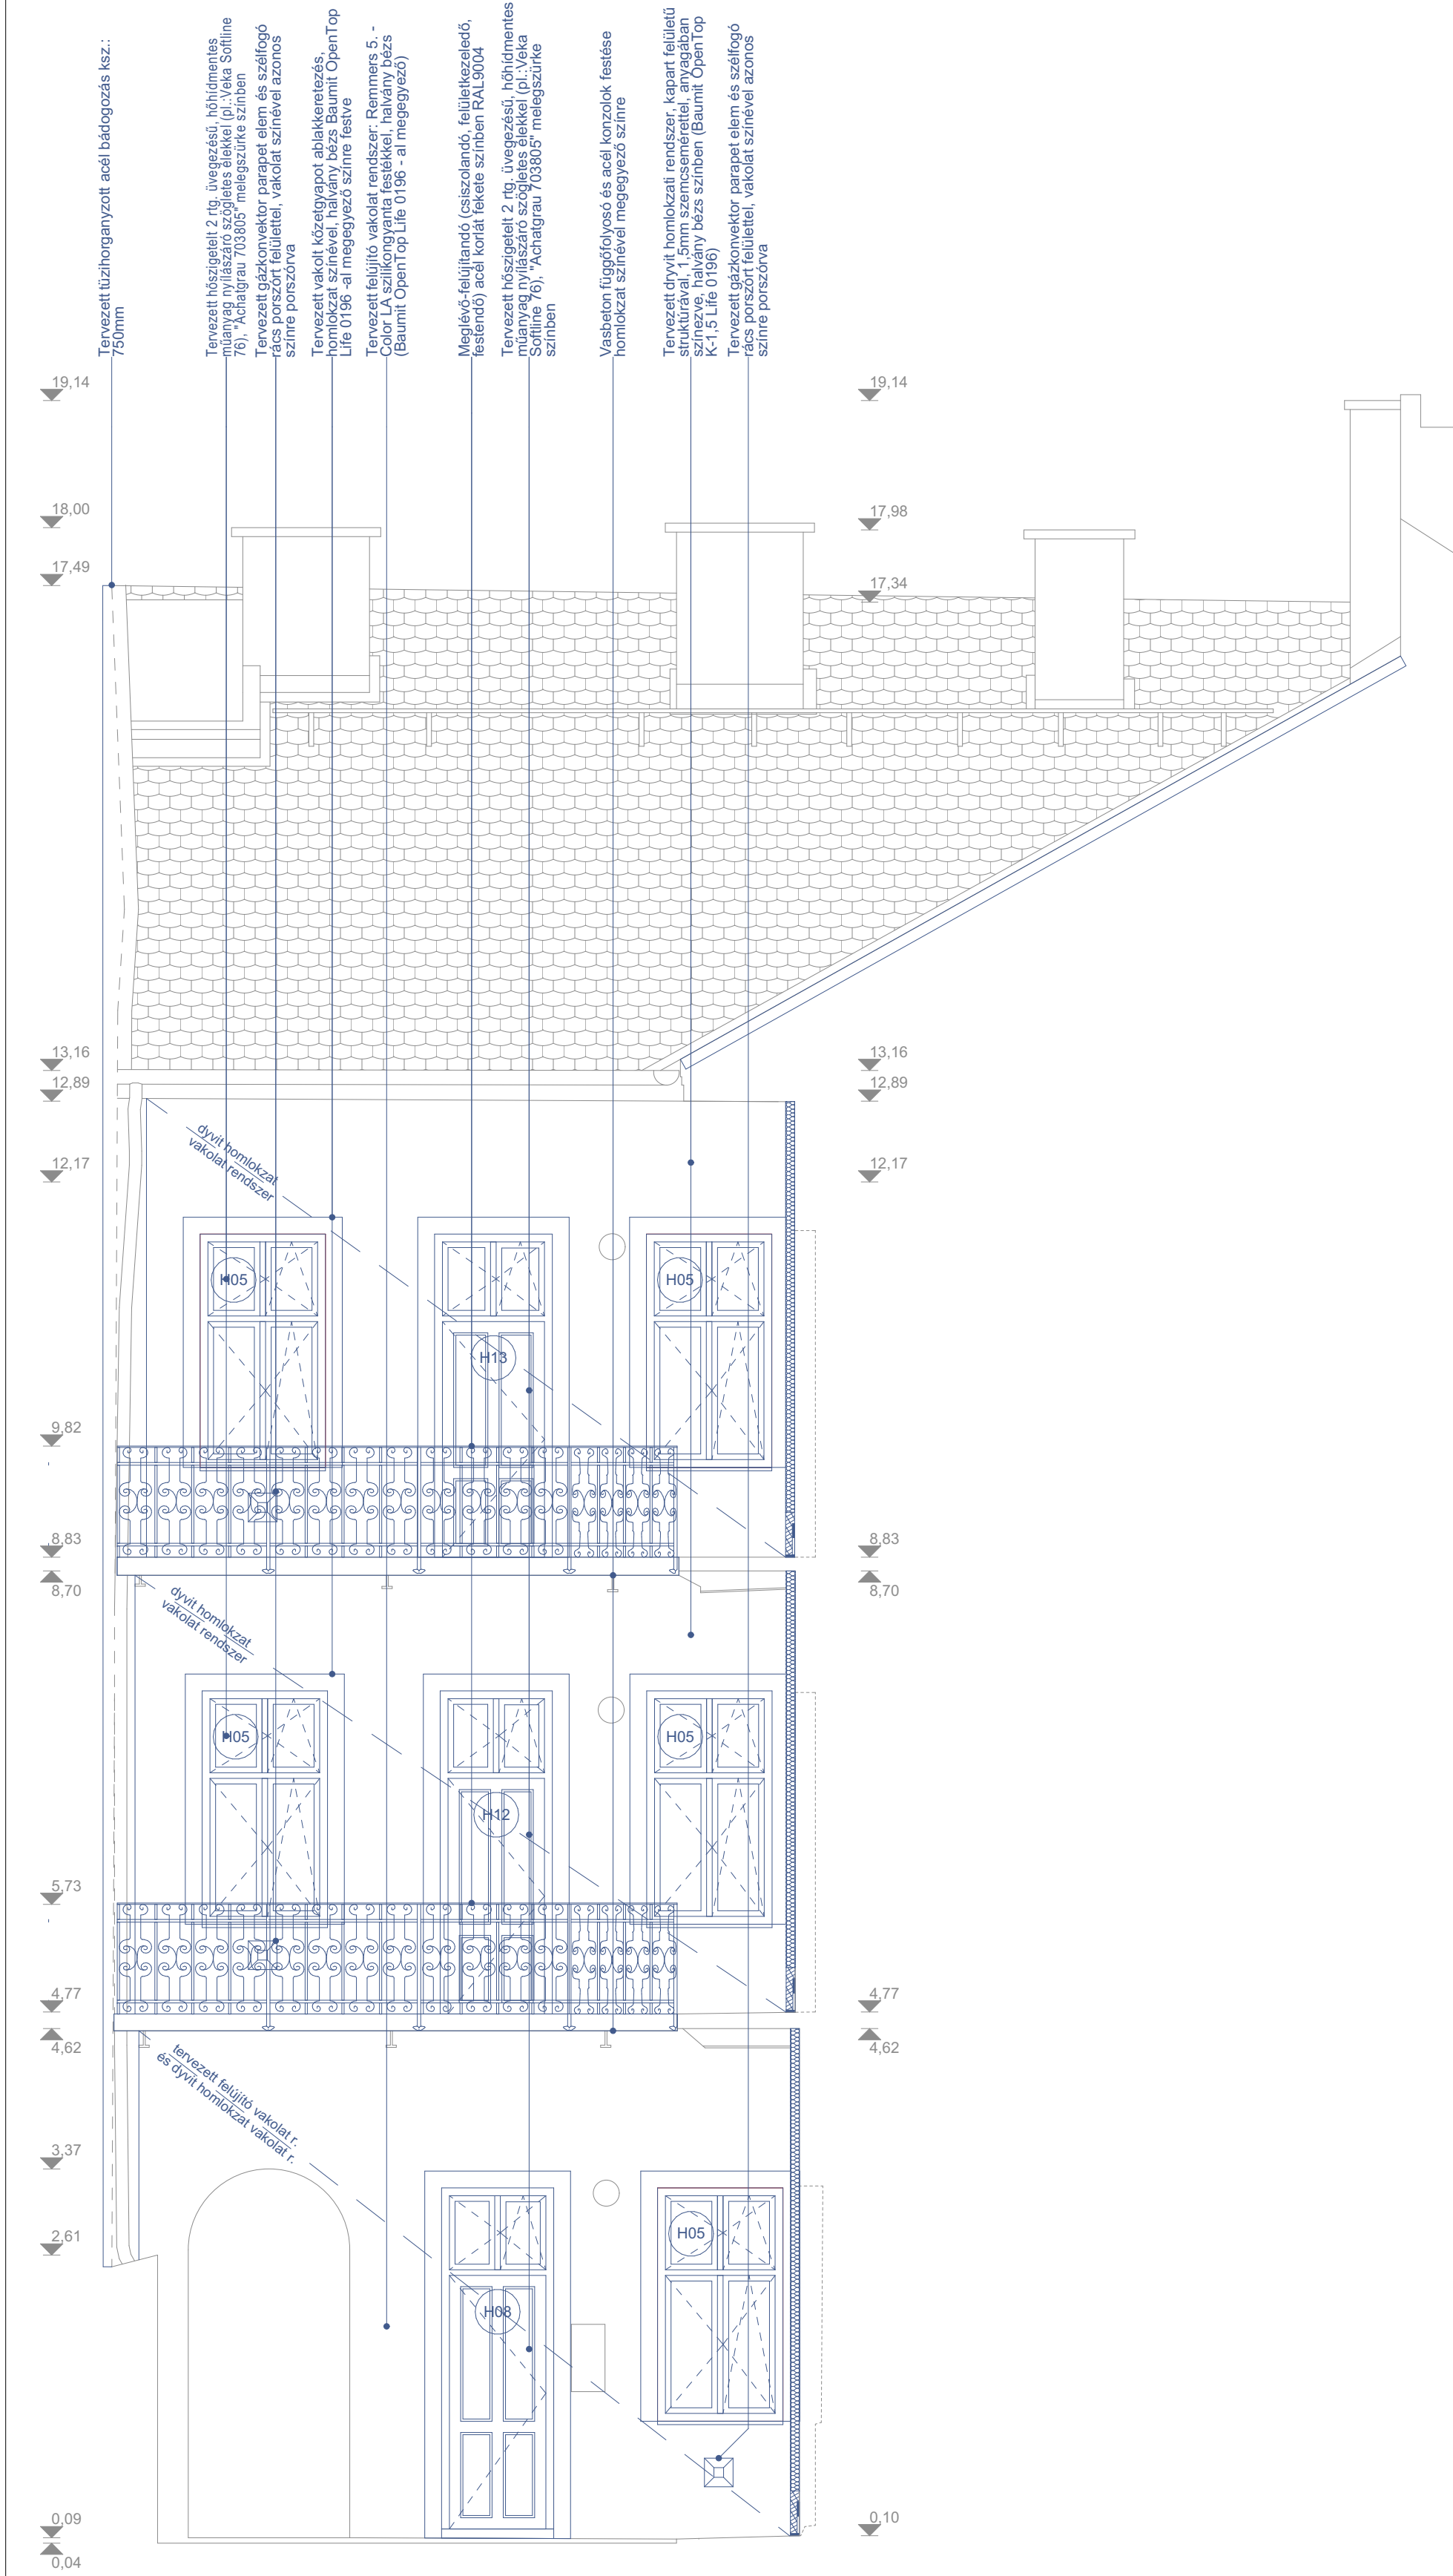 Tervezett tüzihorganyzott acél bádogozás ksz.:
750mm
Tervezett hőszigetelt 2 rtg. üvegezésű, hőhídmentes
műanyag nyílászáró szögletes élekkel (pl.:Veka Softline
76), "Achatgrau 703805" melegszürke színben
Tervezett gázkonvektor parapet elem és szélfogó
rács porszórt felülettel, vakolat színével azonos
színre porszórva
Tervezett vakolt kőzetgyapot ablakkeretezés,
homlokzat színével, halvány bézs Baumit OpenTop
Life 0196 -al megegyező színre festve
Tervezett felújító vakolat rendszer: Remmers 5. -
Color LA szilikongyanta festékkel, halvány bézs
(Baumit OpenTop Life 0196 - al megegyező)
Meglévő-felújítandó (csiszolandó, felületkezeledő,
festendő) acél korlát fekete színben RAL9004
Tervezett hőszigetelt 2 rtg. üvegezésű, hőhídmentes
műanyag nyílászáró szögletes élekkel (pl.:Veka
Softline 76), "Achatgrau 703805" melegszürke
színben
Vasbeton függőfolyosó és acél konzolok festése
homlokzat színével megegyező színre
Tervezett dryvit homlokzati rendszer, kapart felületű
struktúrával, 1,5mm szemcsemérettel, anyagában
színezve, halvány bézs színben (Baumit OpenTop
K-1,5 Life 0196)
Tervezett gázkonvektor parapet elem és szélfogó
rács porszórt felülettel, vakolat színével azonos
színre porszórva
19,14
19,14
18,00
17,98
17,49
17,34
13,16
13,16
12,89
12,89
dyvit homlokzat
vakolat rendszer
12,17
12,17
H05
H05
H13
9,82
8,83
8,83
8,70
8,70
dyvit homlokzat
vakolat rendszer
H05
H05
H12
5,73
4,77
4,77
4,62
4,62
tervezett felújító vakolat r.
és dyvit homlokzat vakolat r.
3,37
2,61
H05
H08
0,09
0,10
0,04